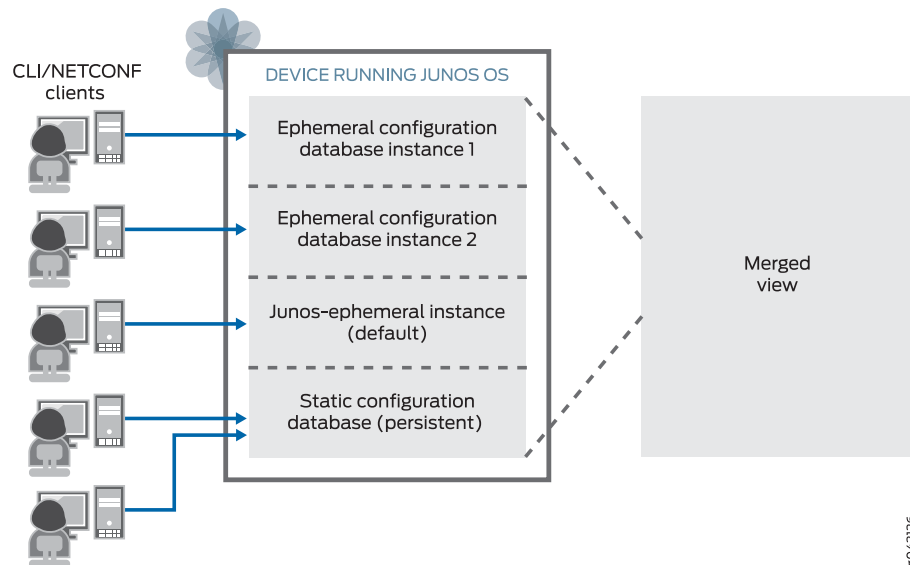 CLI/NETCONF
clients
DEVICE RUNNING JUNOS OS
Ephemeral configuration
database instance 1
Ephemeral configuration
database instance 2
Junos-ephemeral instance
(default)
Static configuration
database (persistent)
Merged
view